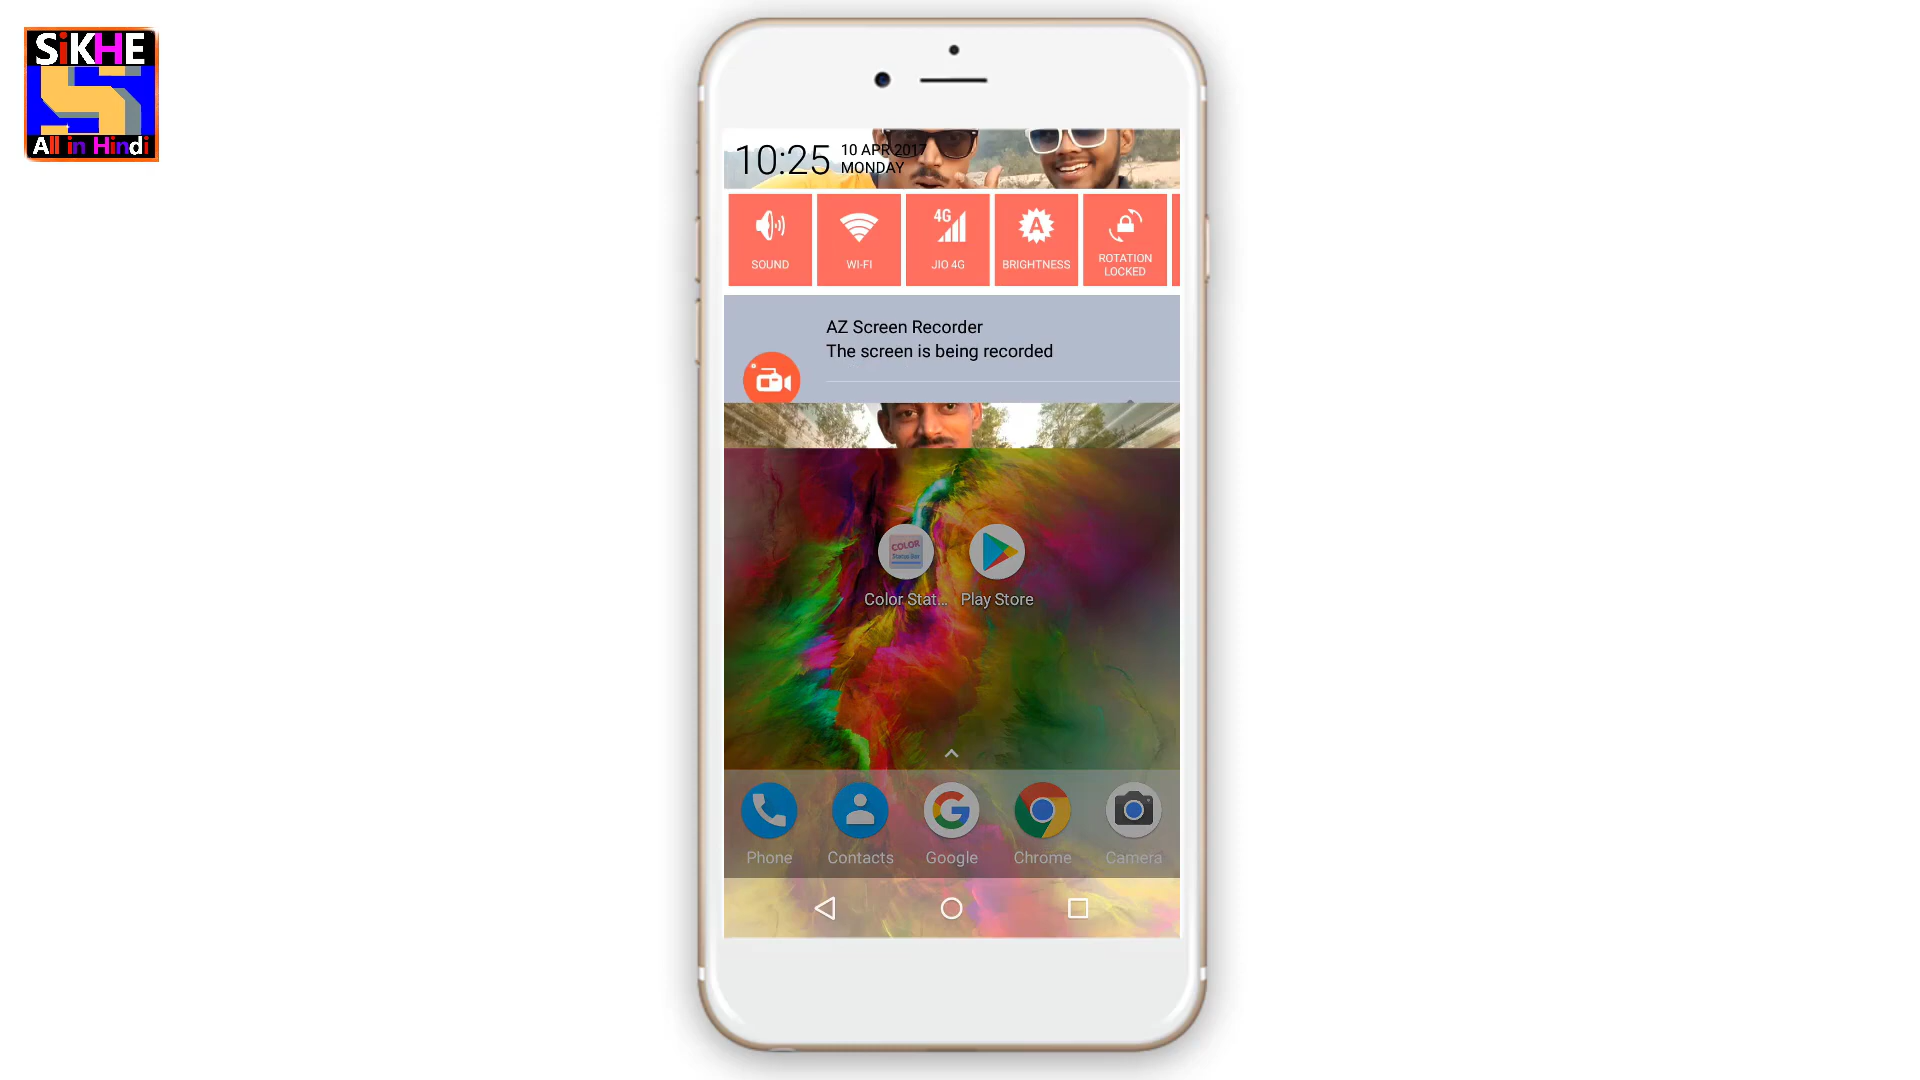 SiKHE
All in Hindi
10:25
10 APR 2017
MONDAY
SOUND
WI-FI
4G
JIO 4G
A
BRIGHTNESS
ROTATION
LOCKED
AZ Screen Recorder
The screen is being recorded
COLOR
Status Bar
Color Stat...
Play Store
Phone
Contacts
Google
Chrome
Camera